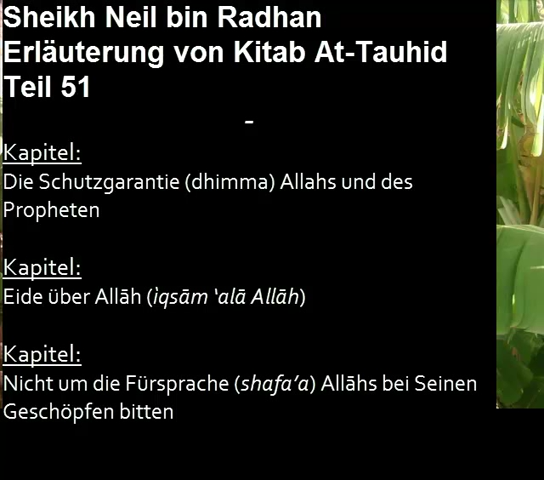 Sheikh Neil bin Radhan
Erläuterung von Kitab At-Tauhid
Teil 51
-
Kapitel:
Die Schutzgarantie (dhimma) Allahs und des
Propheten
Kapitel:
Eide über Allāh (ìqsām ‘alā Allāh)
Kapitel:
Nicht um die Fürsprache (shafa’a) Allāhs bei Seinen
Geschöpfen bitten